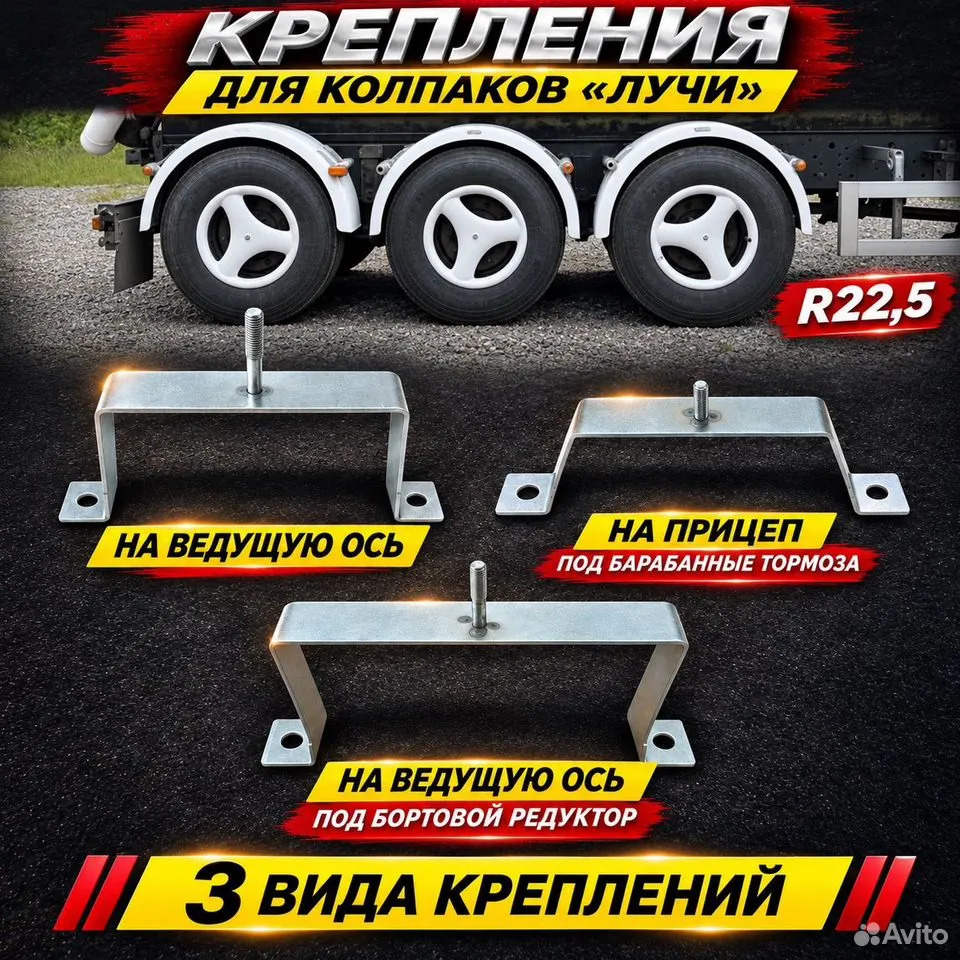 КРЕПЛЕНИЯ
ДЛЯ КОЛПАКОВ «ЛУЧИ»
R22,5
НА ВЕДУЩУЮ ОСЬ
НА ПРИЦЕП
ПОД БАРАБАННЫЕ ТОРМОЗА
НА ВЕДУЩУЮ ОСЬ
ПОД БОРТОВОЙ РЕДУКТОР
3 ВИДА КРЕПЛЕНИЙ
Avito